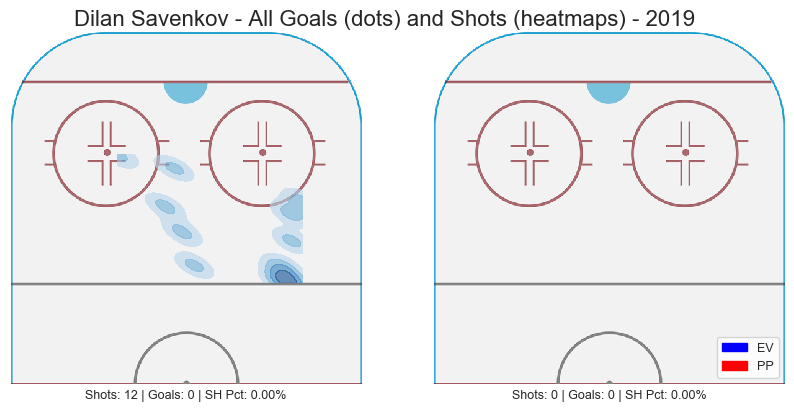 Dilan Savenkov - All Goals (dots) and Shots (heatmaps) - 2019
EV
PP
Shots: 12 | Goals: 0 | SH Pct: 0.00%
Shots: 0 | Goals: 0 | SH Pct: 0.00%